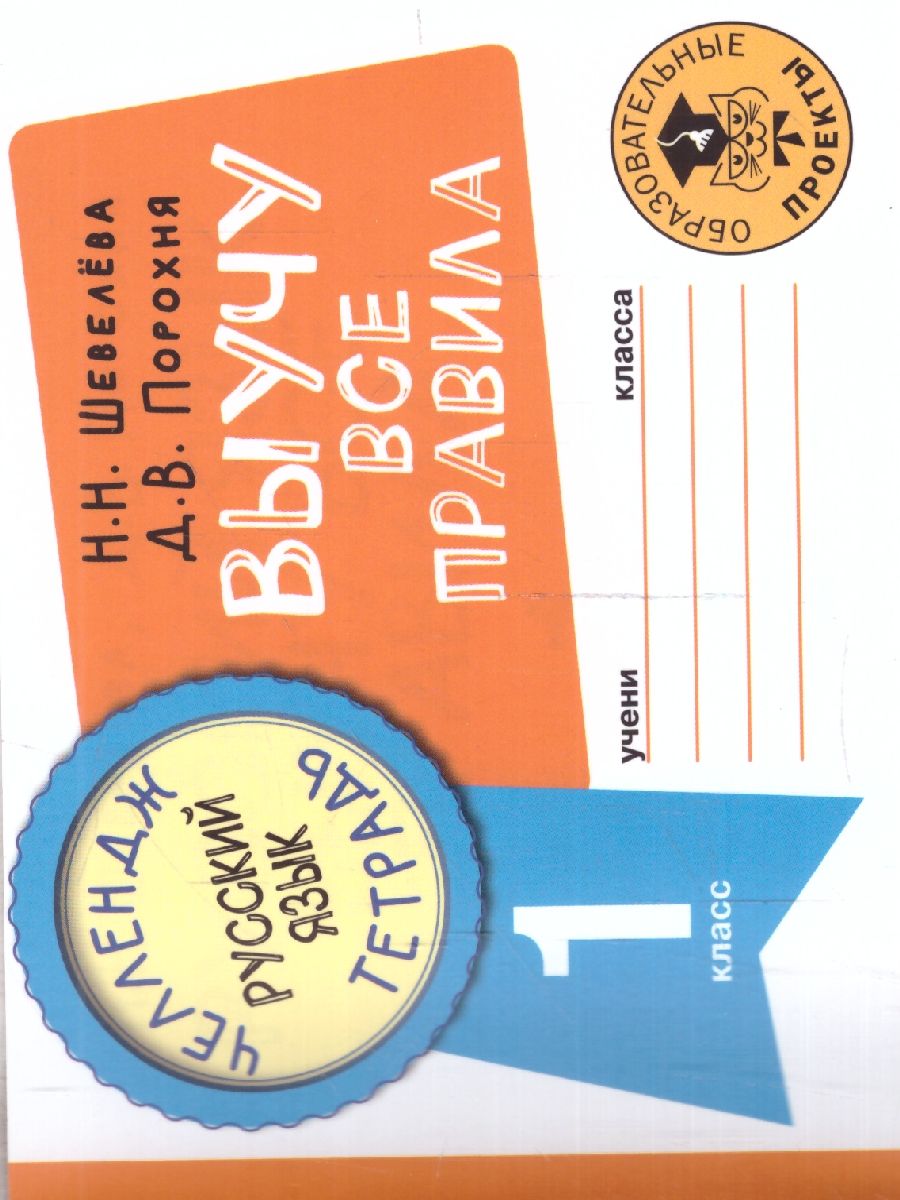 Н.Н. Шевелёва
Д.В. Порохня
ВЫУЧУ
ВСЕ
ПРАВИЛА
ЧЕЛЛЕНДЖ
РУССКИЙ
ЯЗЫК
ТЕТРАДЬ
1
класс
ОБРАЗОВАТЕЛЬНЫЕ
ПРОЕКТЫ
учени класса